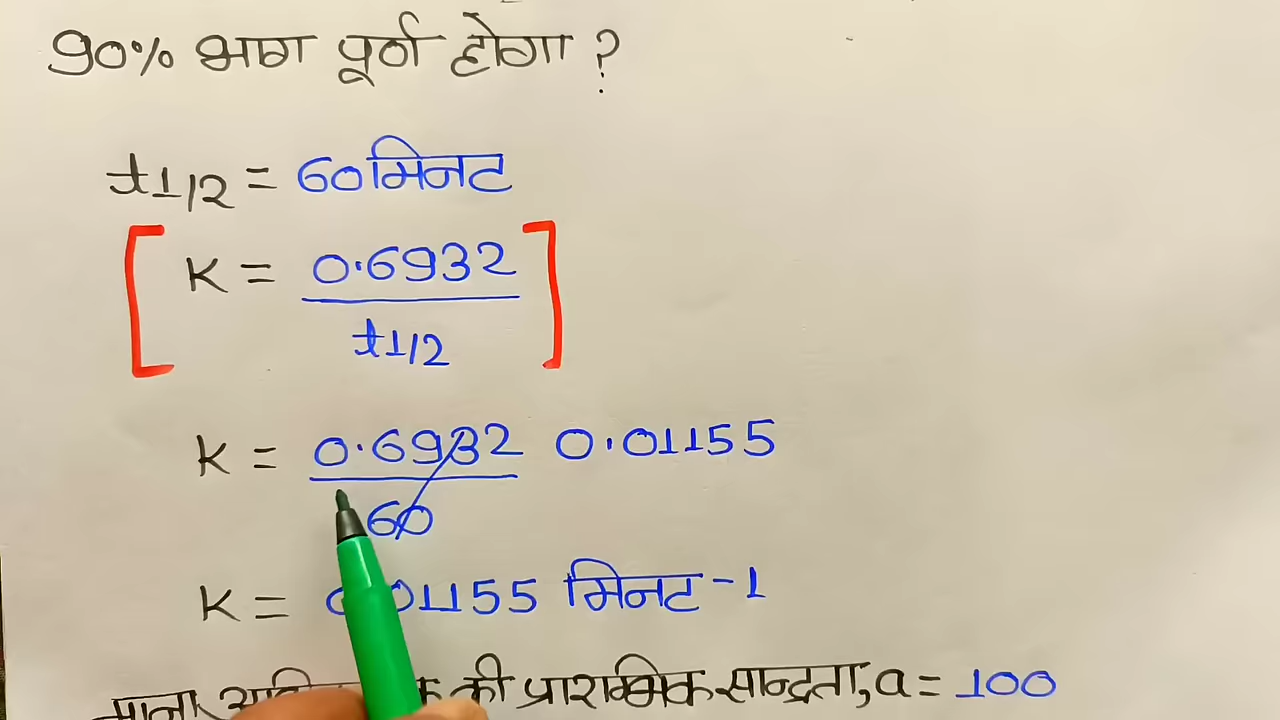 90% भाग पूर्ण होगा ?
t1/2 = 60 मिनट
[ K = 0.6932 / t1/2 ]
K = 0.6932 / 60 0.01155
K = 0.01155 मिनट -1
माना की प्रारम्भिक सान्द्रता, a = 100